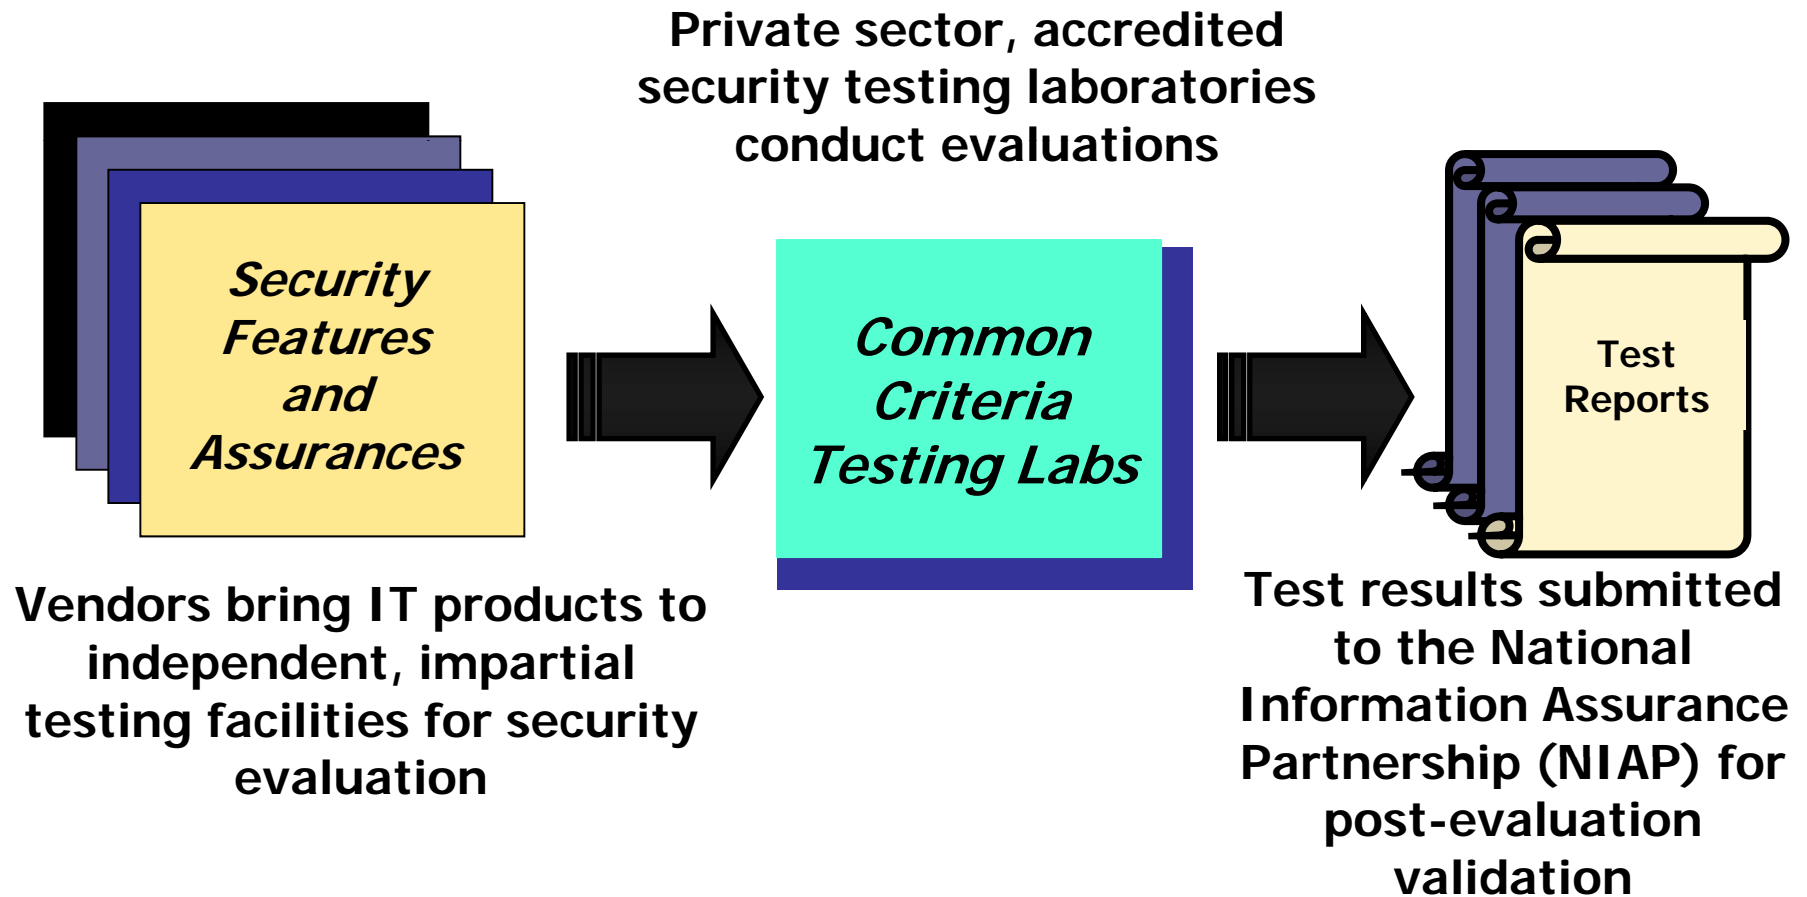 Private sector, accredited
security testing laboratories
conduct evaluations
Security
Features
and
Assurances
Common
Criteria
Testing Labs
Test
Reports
Vendors bring IT products to
independent, impartial
testing facilities for security
evaluation
Test results submitted
to the National
Information Assurance
Partnership (NIAP) for
post-evaluation
validation